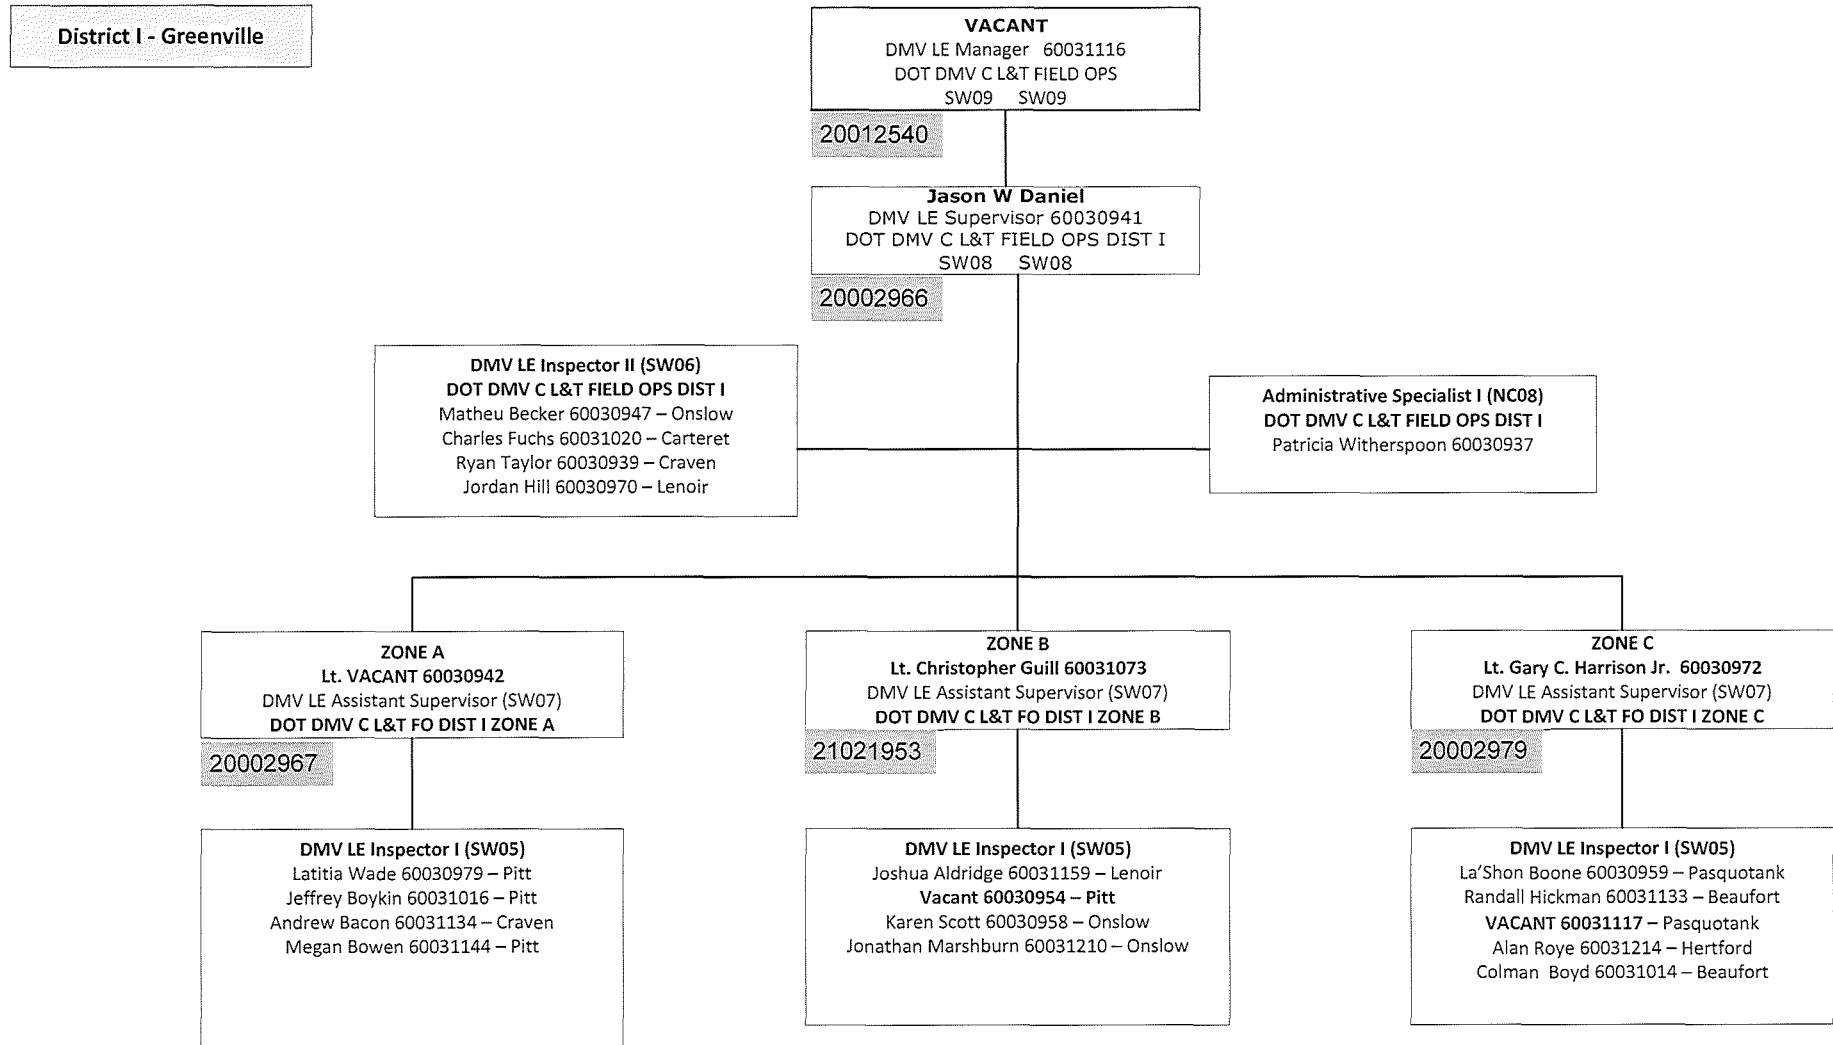 District I - Greenville
VACANT
DMV LE Manager 60031116
DOT DMV C L&T FIELD OPS
SW09 SW09
20012540
Jason W Daniel
DMV LE Supervisor 60030941
DOT DMV C L&T FIELD OPS DIST I
SW08 SW08
20002966
DMV LE Inspector II (SW06)
DOT DMV C L&T FIELD OPS DIST I
Matheu Becker 60030947 – Onslow
Charles Fuchs 60031020 – Carteret
Ryan Taylor 60030939 – Craven
Jordan Hill 60030970 – Lenoir
Administrative Specialist I (NC08)
DOT DMV C L&T FIELD OPS DIST I
Patricia Witherspoon 60030937
ZONE A
Lt. VACANT 60030942
DMV LE Assistant Supervisor (SW07)
DOT DMV C L&T FO DIST I ZONE A
20002967
DMV LE Inspector I (SW05)
Latitia Wade 60030979 – Pitt
Jeffrey Boykin 60031016 – Pitt
Andrew Bacon 60031134 – Craven
Megan Bowen 60031144 – Pitt
ZONE B
Lt. Christopher Guill 60031073
DMV LE Assistant Supervisor (SW07)
DOT DMV C L&T FO DIST I ZONE B
21021953
DMV LE Inspector I (SW05)
Joshua Aldridge 60031159 – Lenoir
Vacant 60030954 – Pitt
Karen Scott 60030958 – Onslow
Jonathan Marshburn 60031210 – Onslow
ZONE C
Lt. Gary C. Harrison Jr. 60030972
DMV LE Assistant Supervisor (SW07)
DOT DMV C L&T FO DIST I ZONE C
20002979
DMV LE Inspector I (SW05)
La'Shon Boone 60030959 – Pasquotank
Randall Hickman 60031133 – Beaufort
VACANT 60031117 – Pasquotank
Alan Roye 60031214 – Hertford
Colman Boyd 60031014 – Beaufort